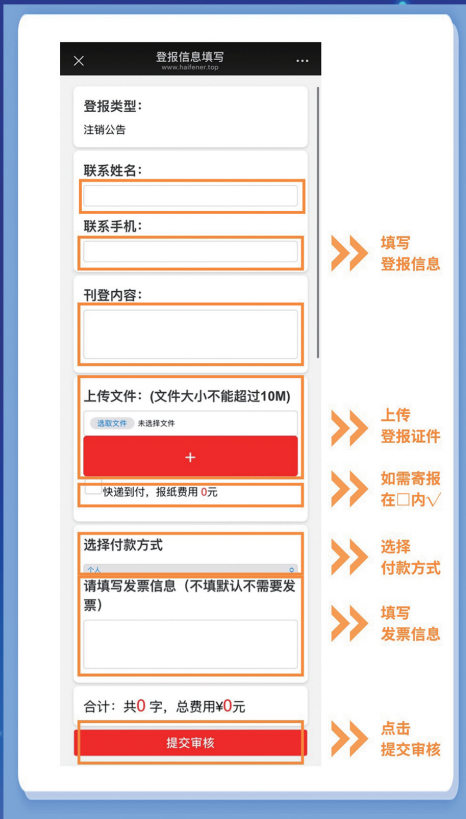 登报信息填写
www.haifener.top
登报类型：
注销公告
联系姓名：
联系手机：
填写
登报信息
刊登内容：
上传文件：(文件大小不能超过10M)
选取文件 未选择文件
+
上传
登报证件
快递到付，报纸费用 0元
如需寄报
在□内√
选择付款方式
个人
选择
付款方式
请填写发票信息（不填默认不需要发
票）
填写
发票信息
合计：共0 字，总费用¥0元
提交审核
点击
提交审核